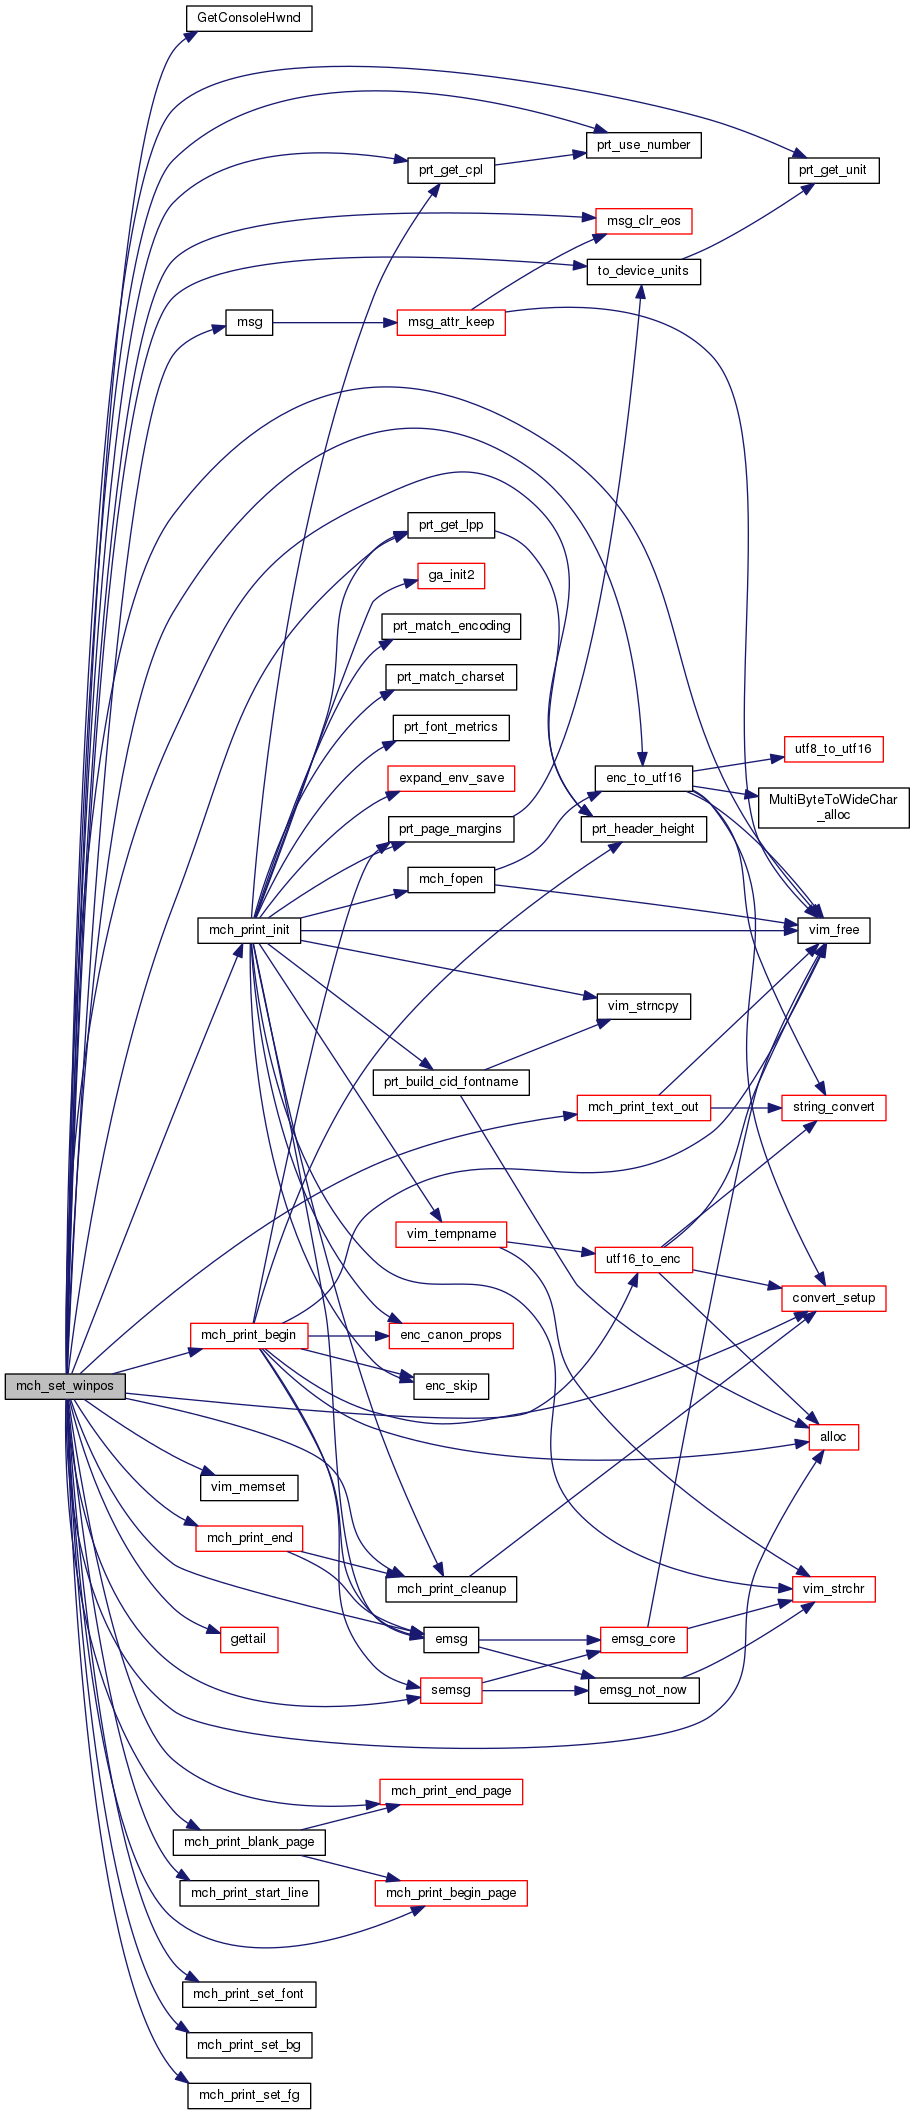 GetConsoleHwnd
prt_use_number
prt_get_cpl
prt_get_unit
msg_clr_eos
to_device_units
msg
msg_attr_keep
prt_get_lpp
ga_init2
prt_match_encoding
prt_match_charset
prt_font_metrics
utf8_to_utf16
expand_env_save
enc_to_utf16
MultiByteToWideChar
_alloc
prt_page_margins
prt_header_height
mch_fopen
mch_print_init
vim_free
vim_strncpy
prt_build_cid_fontname
mch_print_text_out
string_convert
vim_tempname
utf16_to_enc
convert_setup
mch_print_begin
enc_canon_props
mch_set_winpos
enc_skip
alloc
vim_memset
mch_print_end
mch_print_cleanup
vim_strchr
gettail
emsg
emsg_core
semsg
emsg_not_now
mch_print_end_page
mch_print_blank_page
mch_print_start_line
mch_print_begin_page
mch_print_set_font
mch_print_set_bg
mch_print_set_fg